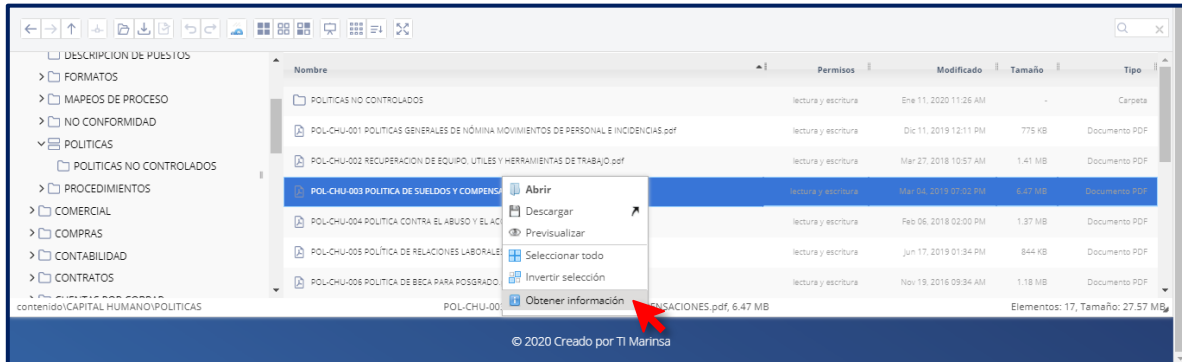 DESCRIPCION DE PUESTOS
FORMATOS
MAPEOS DE PROCESO
NO CONFORMIDAD
POLITICAS
POLITICAS NO CONTROLADOS
PROCEDIMIENTOS
COMERCIAL
COMPRAS
CONTABILIDAD
CONTRATOS
Nombre Permisos Modificado Tamaño Tipo
POLITICAS NO CONTROLADOS lectura y escritura Ene 11, 2020 11:26 AM - Carpeta
POL-CHU-001 POLITICAS GENERALES DE NÓMINA MOVIMIENTOS DE PERSONAL E INCIDENCIAS.pdf lectura y escritura Dic 11, 2019 12:11 PM 775 KB Documento PDF
POL-CHU-002 RECUPERACION DE EQUIPO, UTILES Y HERRAMIENTAS DE TRABAJO.pdf lectura y escritura Mar 27, 2018 10:57 AM 1.41 MB Documento PDF
POL-CHU-003 POLITICA DE SUELDOS Y COMPENSA lectura y escritura Mar 04, 2019 07:02 PM 6.47 MB Documento PDF
POL-CHU-004 POLITICA CONTRA EL ABUSO Y EL lectura y escritura Feb 06, 2018 02:00 PM 1.37 MB Documento PDF
POL-CHU-005 POLÍTICA DE RELACIONES LABORALES lectura y escritura Jun 17, 2019 01:34 PM 844 KB Documento PDF
POL-CHU-006 POLITICA DE BECA PARA POSGRADO. lectura y escritura Nov 19, 2016 09:34 AM 1.18 MB Documento PDF
Abrir
Descargar
Previsualizar
Seleccionar todo
Invertir selección
Obtener información
contenido\CAPITAL HUMANO\POLITICAS POL-CHU-00 ENSACIONES.pdf, 6.47 MB Elementos: 17, Tamaño: 27.57 MB
© 2020 Creado por TI Marinsa